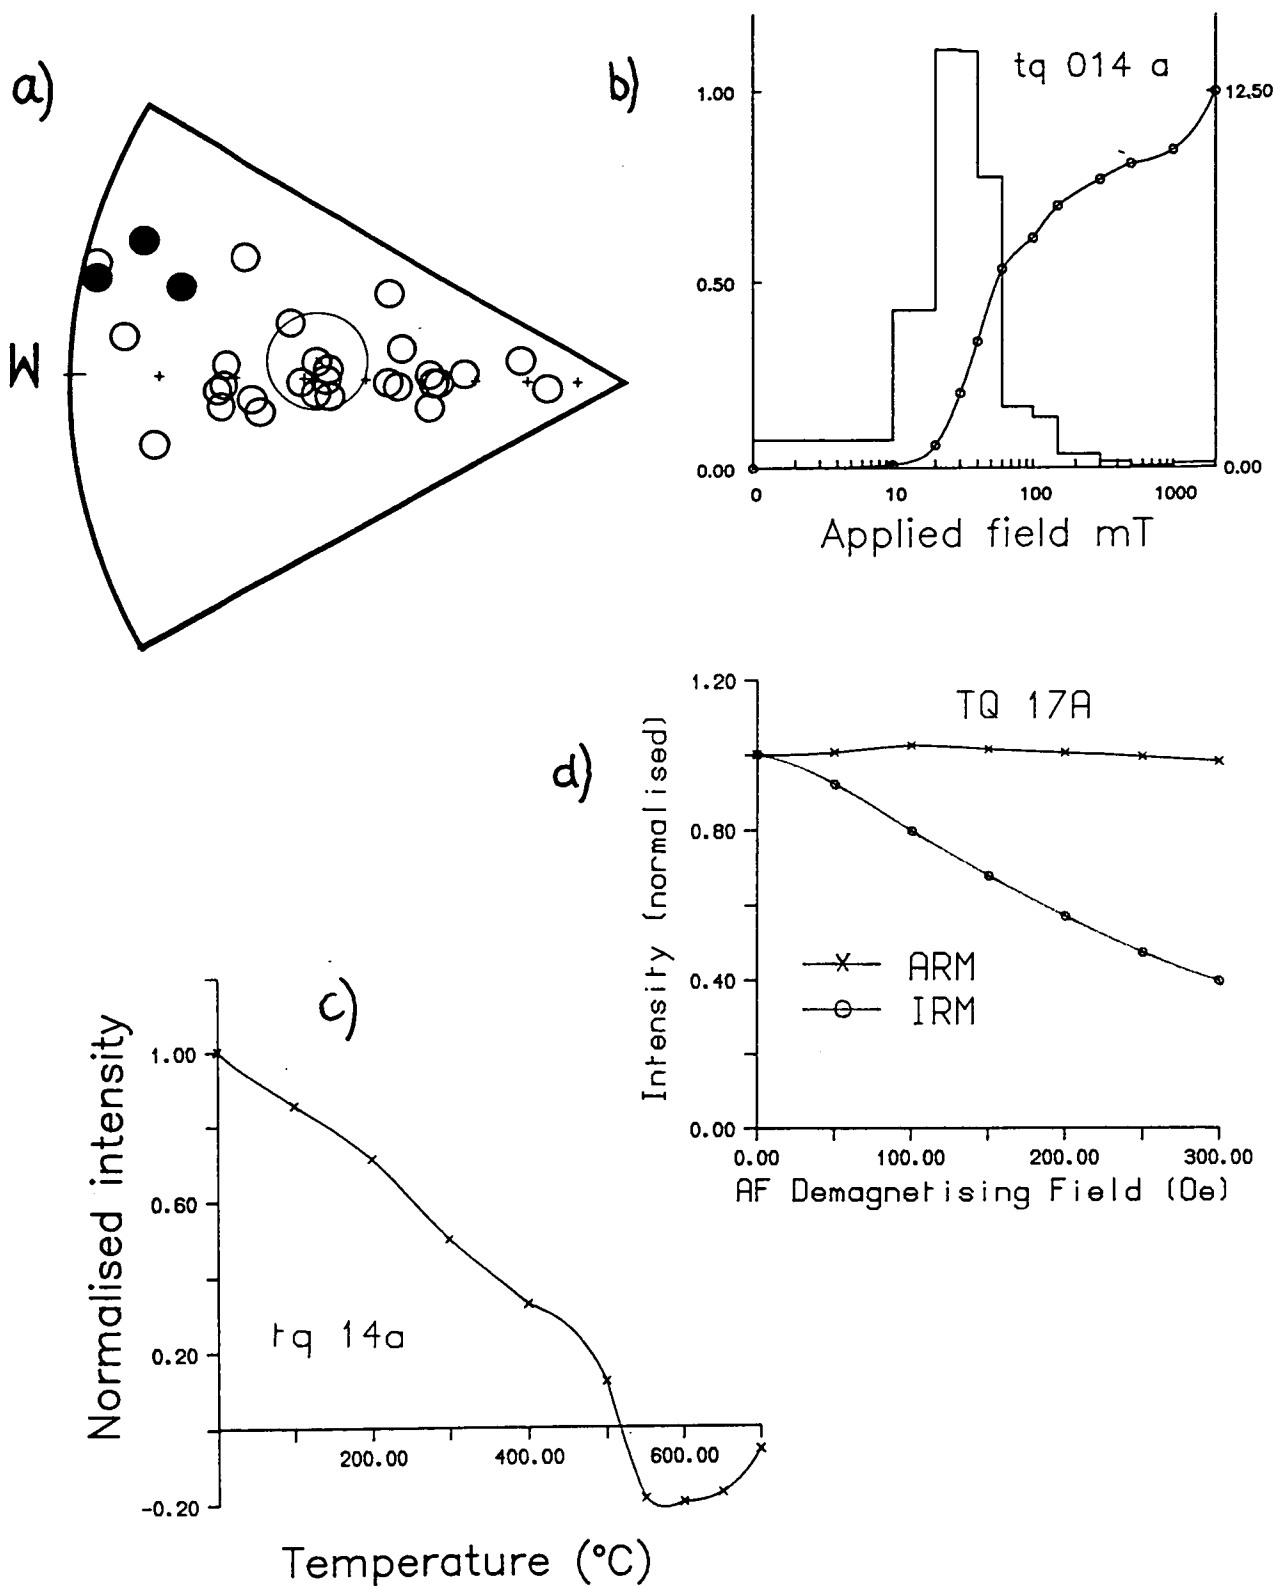 a)
W
b)
tq 014 a
1.00
0.50
0.00
12.50
0.00
0
10
100
1000
Applied field mT
d)
TQ 17A
1.20
0.80
0.40
0.00
Intensity (normalised)
ARM
IRM
0.00
100.00
200.00
300.00
AF Demagnetising Field (Oe)
c)
1.00
0.60
0.20
-0.20
Normalised intensity
tq 14a
200.00
400.00
600.00
Temperature (°C)